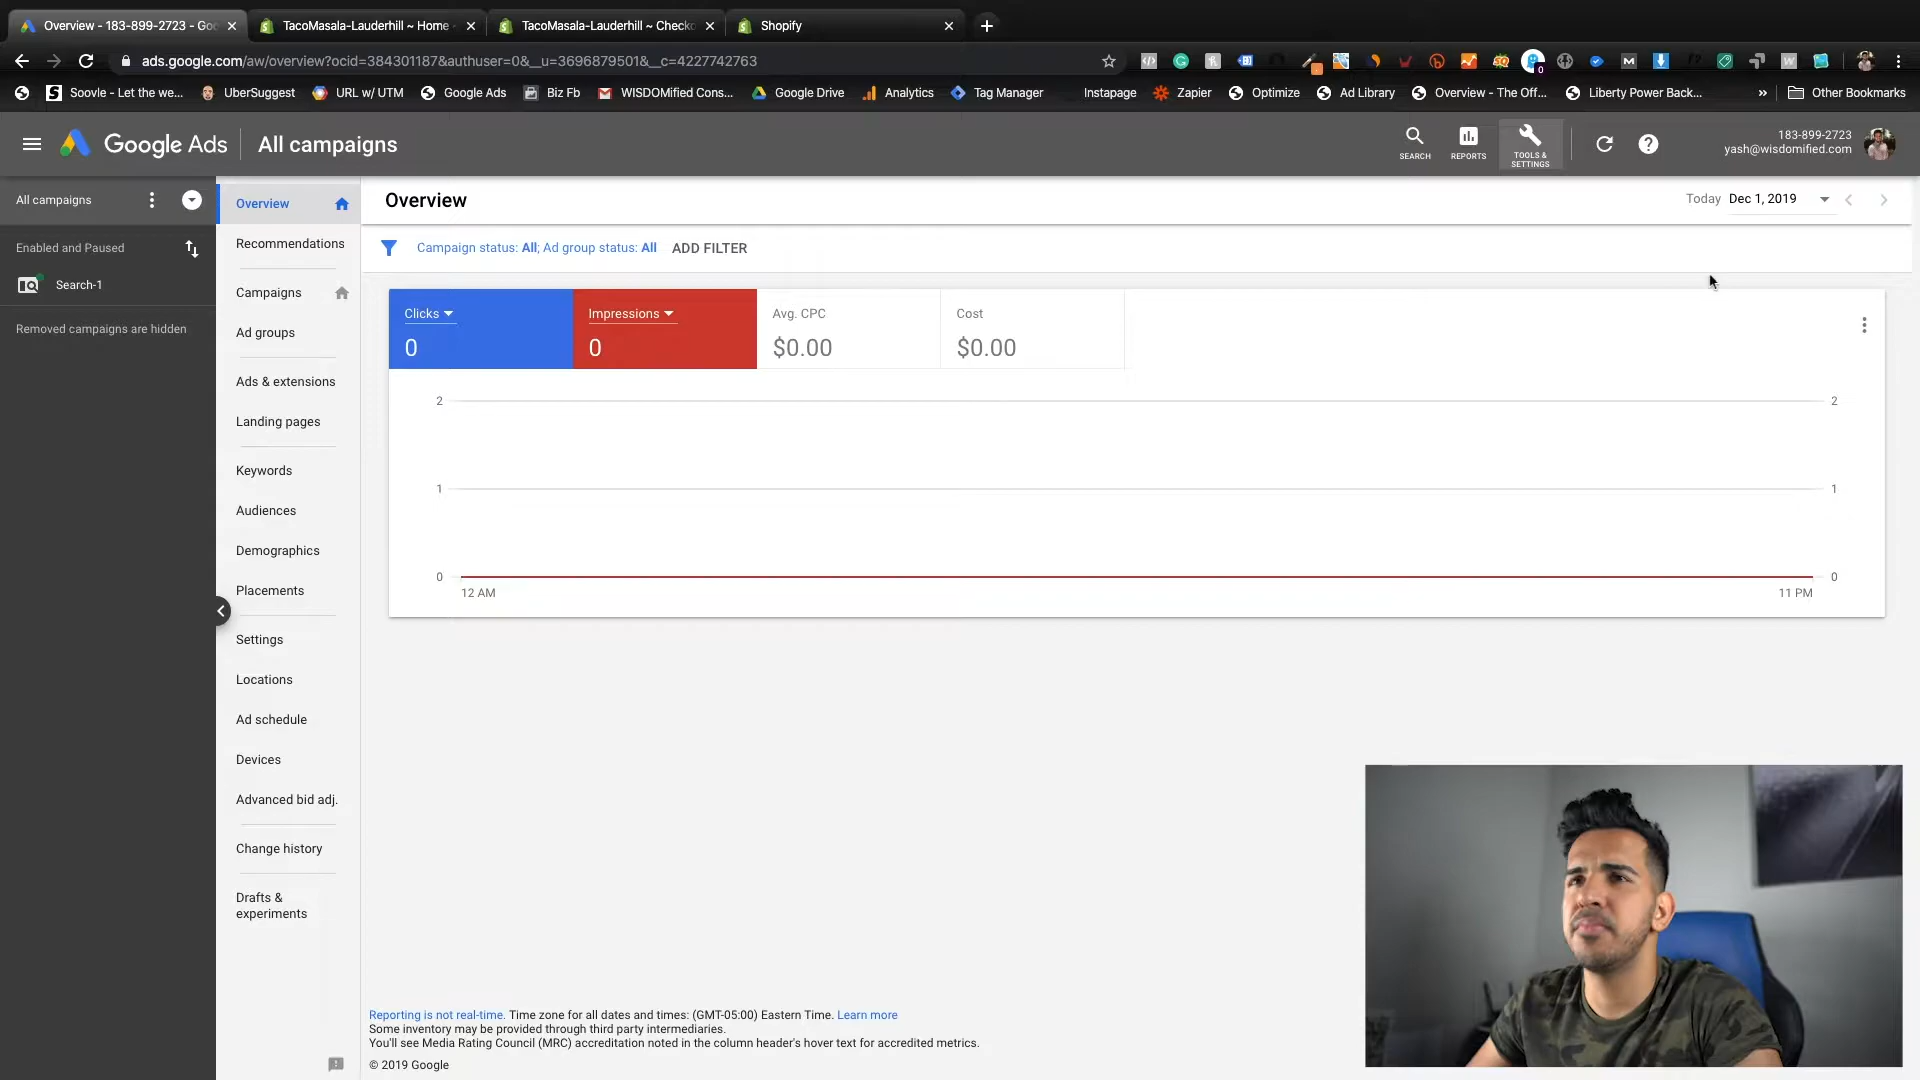 Overview - 183-899-2723 - Goo
TacoMasala-Lauderhill ~ Home -
TacoMasala-Lauderhill ~ Checko
Shopify
ads.google.com/aw/overview?ocid=384301187&authuser=0&__u=3696879501&__c=4227742763
Soovle - Let the we...
UberSuggest
URL w/ UTM
Google Ads
Biz Fb
WISDOMified Cons...
Google Drive
Analytics
Tag Manager
Instapage
Zapier
Optimize
Ad Library
Overview - The Off...
Liberty Power Back...
»
Other Bookmarks
Google Ads
All campaigns
SEARCH
REPORTS
TOOLS &
SETTINGS
183-899-2723
yash@wisdomified.com
All campaigns
Enabled and Paused
Search-1
Removed campaigns are hidden
Overview
Recommendations
Campaigns
Ad groups
Ads & extensions
Landing pages
Keywords
Audiences
Demographics
Placements
Settings
Locations
Ad schedule
Devices
Advanced bid adj.
Change history
Drafts &
experiments
Overview
Today Dec 1, 2019
Campaign status: All; Ad group status: All ADD FILTER
Clicks
0
Impressions
0
Avg. CPC
$0.00
Cost
$0.00
2 2
1 1
0 0
12 AM 11 PM
Reporting is not real-time. Time zone for all dates and times: (GMT-05:00) Eastern Time. Learn more
Some inventory may be provided through third party intermediaries.
You'll see Media Rating Council (MRC) accreditation noted in the column header's hover text for accredited metrics.
© 2019 Google